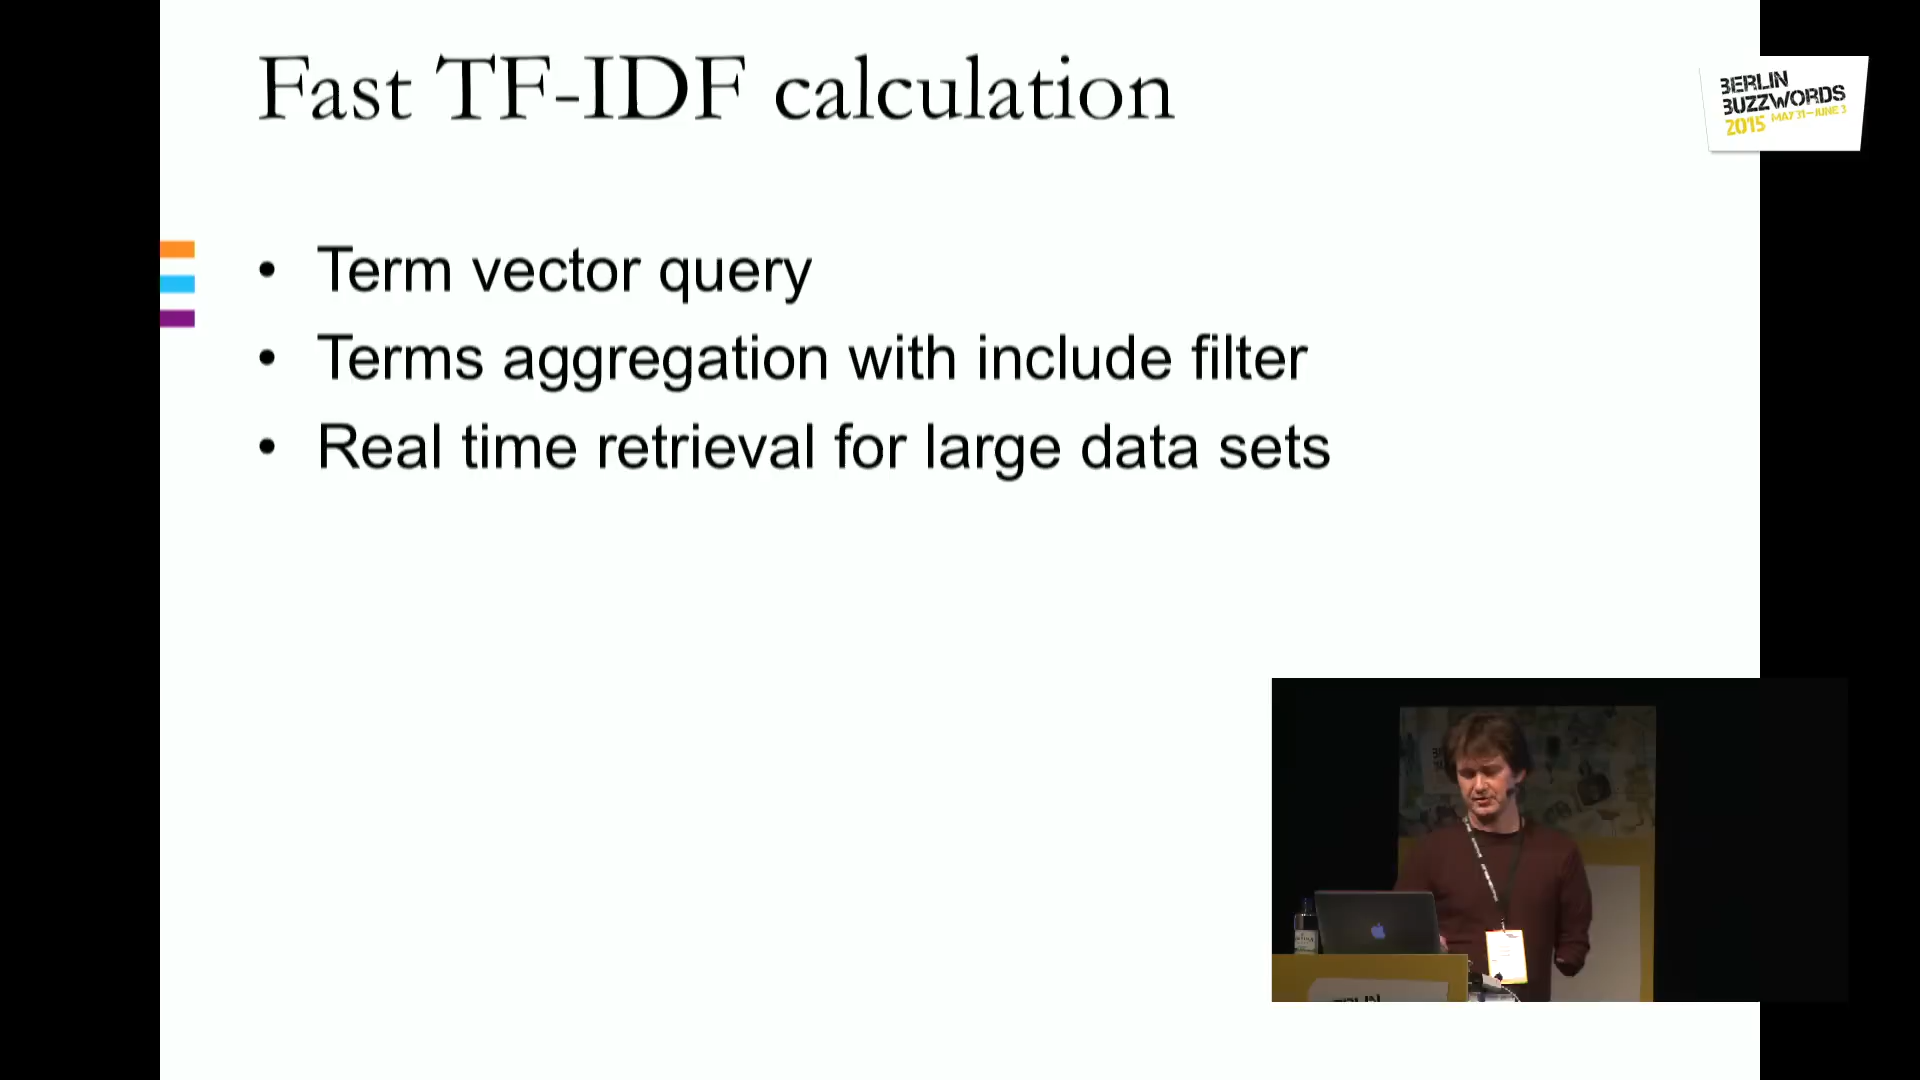 Fast TF-IDF calculation
BERLIN
BUZZWORDS
2015 MAY 31–JUNE 3
• Term vector query
• Terms aggregation with include filter
• Real time retrieval for large data sets